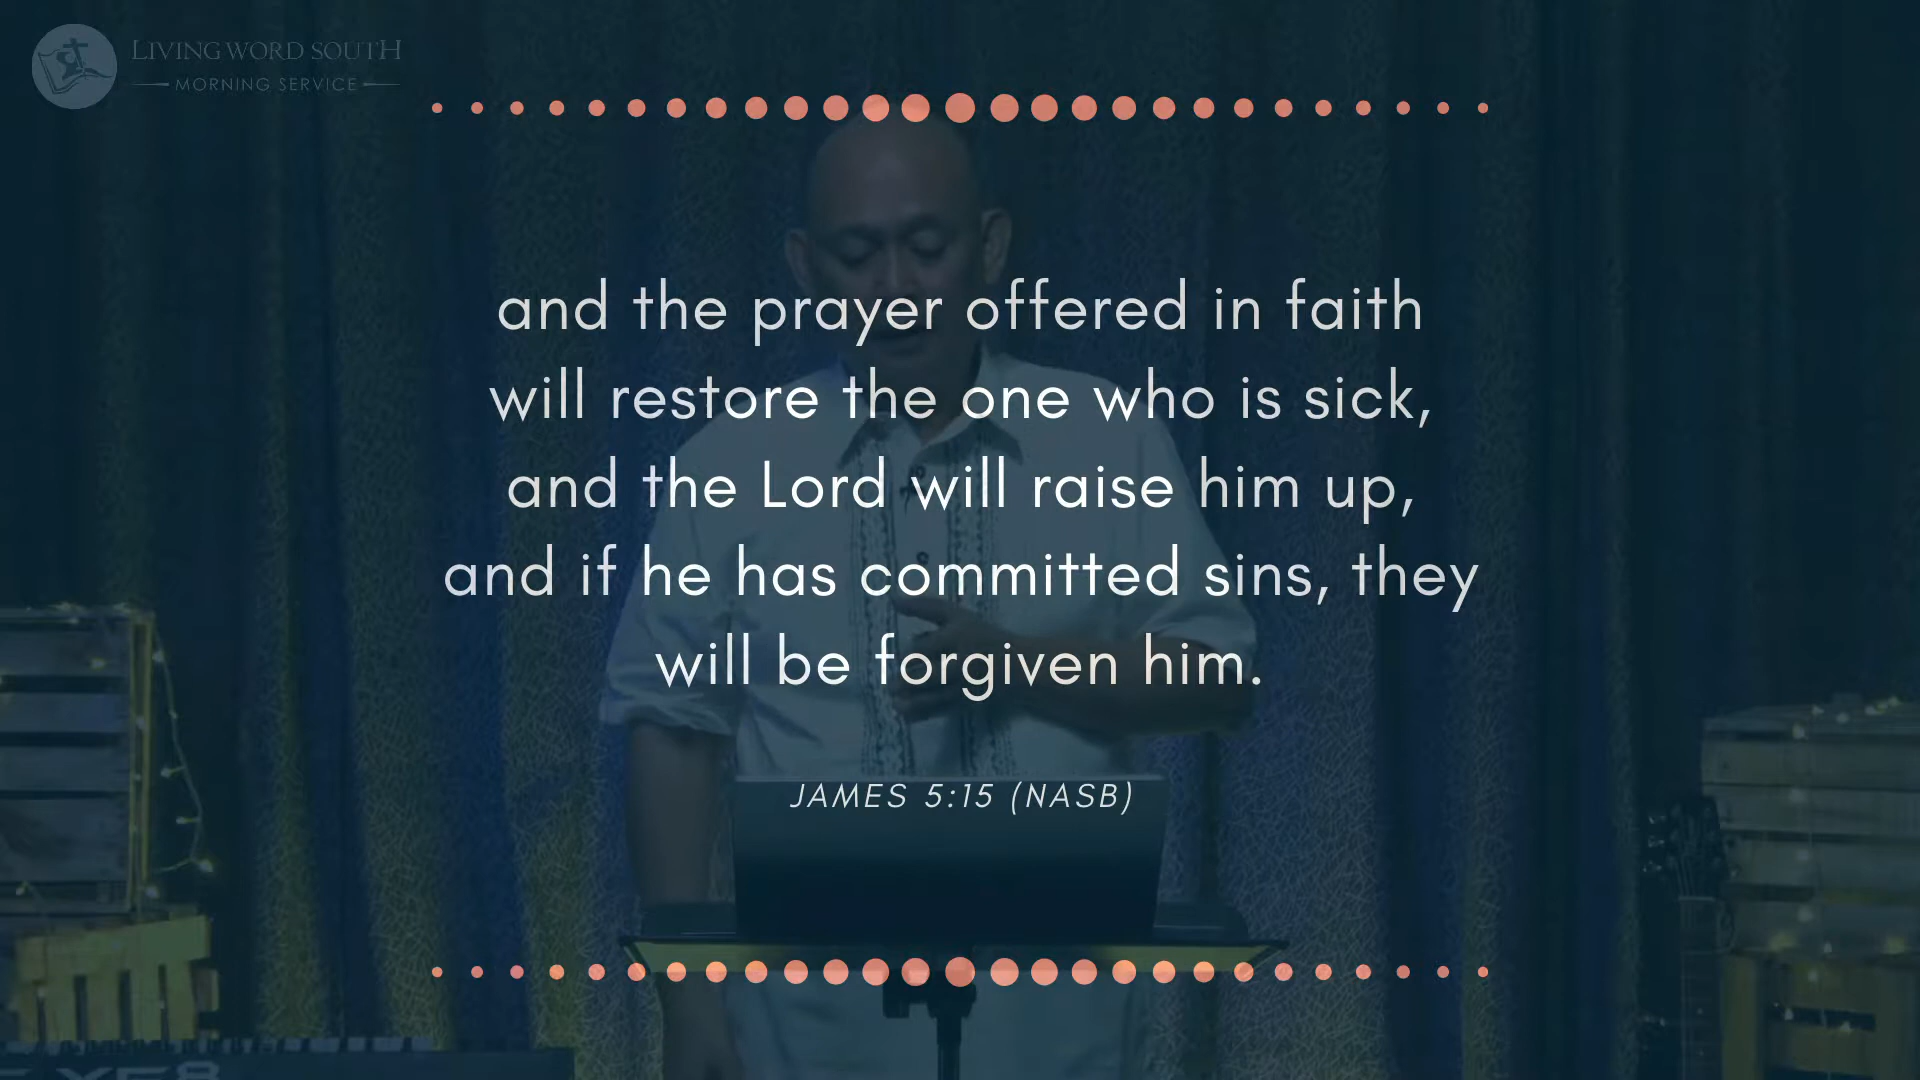 LIVING WORD SOUTH
MORNING SERVICE
and the prayer offered in faith
will restore the one who is sick,
and the Lord will raise him up,
and if he has committed sins, they
will be forgiven him.
JAMES 5:15 (NASB)